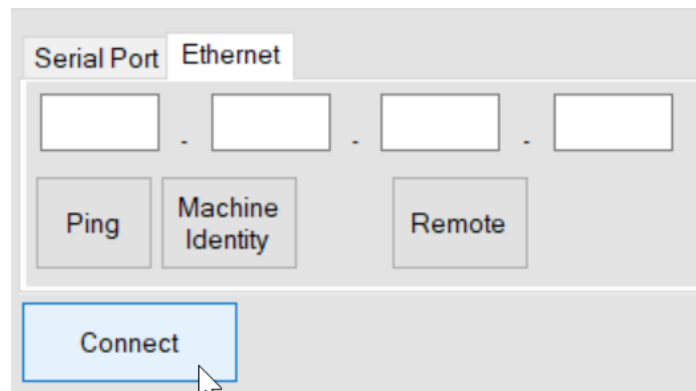 Serial Port Ethernet
. . .
Ping Machine Identity Remote
Connect